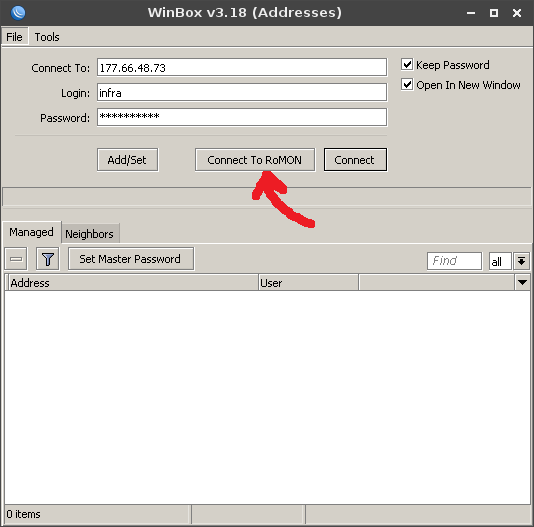 WinBox v3.18 (Addresses)
File Tools
Connect To: 177.66.48.73
Keep Password
Login: infra
Open In New Window
Password: **********
Add/Set Connect To RoMON Connect
Managed Neighbors
Set Master Password Find all
Address User
0 items